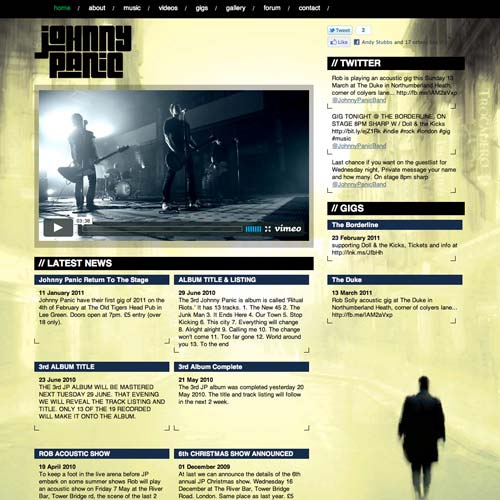 home / about / music / videos / gigs / gallery / forum / contact /
JOHNNY PANIC
Tweet 3
Like Andy Stubbs and 17 others like this.
// TWITTER
Rob is playing an acoustic gig this Sunday 13
March at The Duke in Northumberland Heath,
corner of colyers lane... http://fb.me/IAM2aVxp
@JohnnyPanicBand
GIG TONIGHT @ THE BORDERLINE, ON
STAGE 8PM SHARP W / Doll & the Kicks
http://bit.ly/ejZ1Rk #indie #rock #london #gig
#music
@JohnnyPanicBand
Last chance if you want on the guestlist for
Wednesday night, Private message your name
and how many. On stage 8pm sharp
@JohnnyPanicBand
03:38
vimeo
// GIGS
The Borderline
23 February 2011
supporting Doll & the Kicks, Tickets and info at
http://lnk.ms/JfbHh
The Duke
13 March 2011
Rob Solly acoustic gig at The Duke in
Northumberland Heath, corner of colyers lane...
http://fb.me/IAM2aVxp
// LATEST NEWS
Johnny Panic Return To The Stage
11 January 2011
Johnny Panic have their first gig of 2011 on the
4th of February at The Old Tigers Head Pub in
Lee Green. Doors open at 7pm. £5 entry (over
18 only).
ALBUM TITLE & LISTING
29 June 2010
The 3rd Johnny Panic album is called 'Ritual
Riots.' It has 13 tracks. 1. The New 45 2. The
Junk Man 3. It Ends Here 4. Our Town 5. Stop
Kicking 6. This city 7. Everything will change
8. Alright alright 9. Calling me 10. The change
won't come 11. Too far gone 12. World around
you 13. To the end
3rd ALBUM TITLE
23 June 2010
THE 3rd JP ALBUM WILL BE MASTERED
NEXT TUESDAY 29 JUNE. THAT EVENING
WE WILL REVEAL THE TRACK LISTING AND
TITLE. ONLY 13 OF THE 19 RECORDED
WILL MAKE IT ONTO THE ALBUM.
3rd Album Complete
21 May 2010
The 3rd JP album was completed yesterday 20
May 2010. The title and track listing will follow
in the next 2 week.
ROB ACOUSTIC SHOW
19 April 2010
To keep a foot in the live arena before JP
embark on some summer shows Rob will play
an acoustic show on Friday 7 May at the River
Bar, Tower Bridge rd, the scene of the last 2
6th CHRISTMAS SHOW ANNOUNCED
01 December 2009
At last we can announce the details of the 6th
annual JP Christmas show. Wednesday 16
December at The River Bar, Tower Bridge
Road, London. Same place as last year. £5